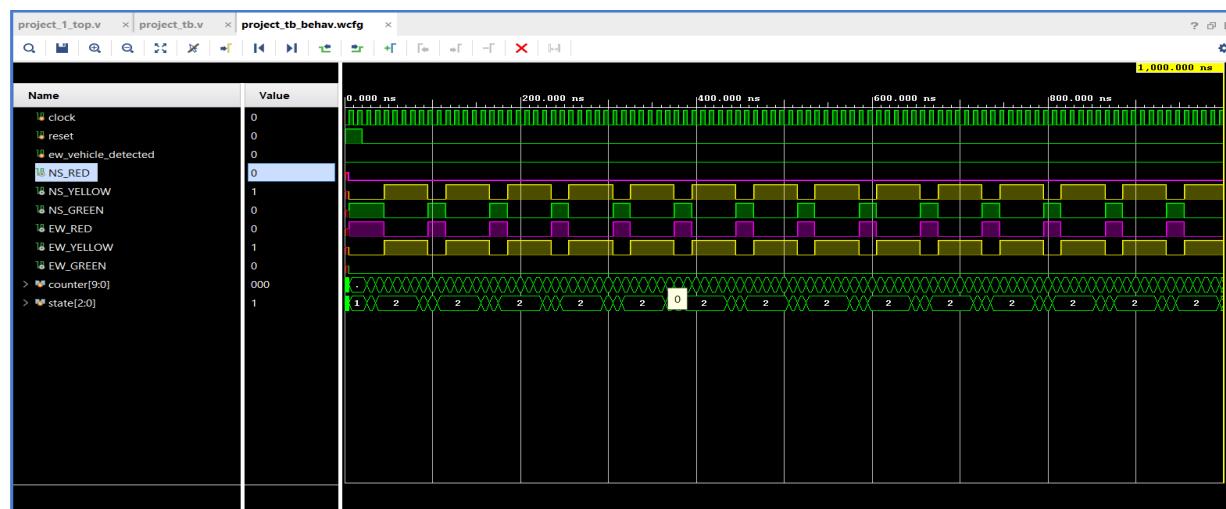 project_1_top.v × project_tb.v × project_tb_behav.wcfg ×
?
1,000.000 ns
Name Value
0.000 ns 200.000 ns 400.000 ns 600.000 ns 800.000 ns
clock 0
reset 0
ew_vehicle_detected 0
NS_RED 0
NS_YELLOW 1
NS_GREEN 0
EW_RED 0
EW_YELLOW 1
EW_GREEN 0
> counter[9:0] 000 .
> state[2:0] 1 1 2 2 2 2 2 0 2 2 2 2 2 2 2 2 2